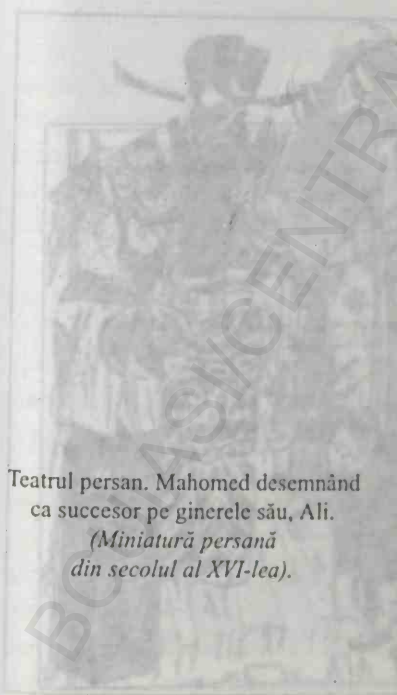 Teatrul persan. Mahomed desemnând
ca succesor pe ginerele său, Ali.
(Miniatură persană
din secolul al XVI-lea).